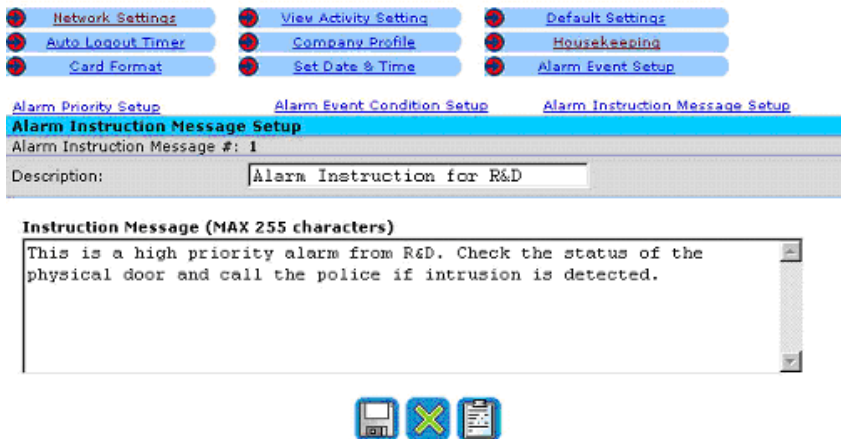 Network Settings View Activity Setting Default Settings
Auto Logout Timer Company Profile Housekeeping
Card Format Set Date & Time Alarm Event Setup
Alarm Priority Setup Alarm Event Condition Setup Alarm Instruction Message Setup
Alarm Instruction Message Setup
Alarm Instruction Message #: 1
Description: Alarm Instruction for R&D
Instruction Message (MAX 255 characters)
This is a high priority alarm from R&D. Check the status of the
physical door and call the police if intrusion is detected.